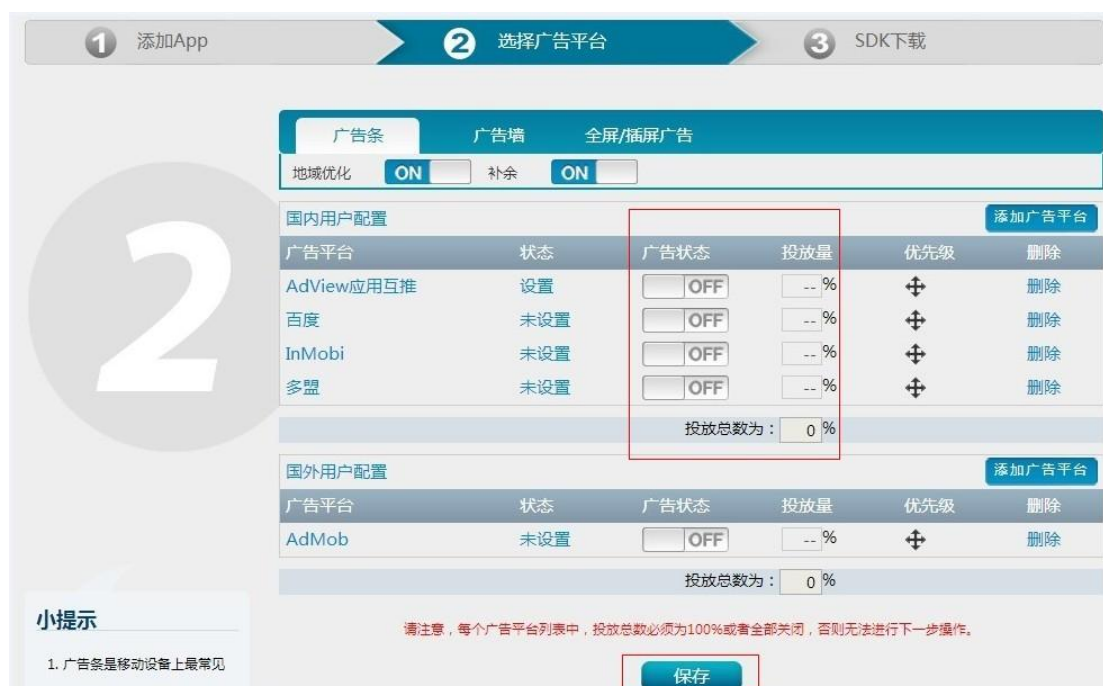 1 添加App 2 选择广告平台 3 SDK下载
广告条 广告墙 全屏/插屏广告
地域优化 ON 补余 ON
2
国内用户配置 添加广告平台
广告平台 状态 广告状态 投放量 优先级 删除
AdView应用互推 设置 OFF --% 删除
百度 未设置 OFF --% 删除
InMobi 未设置 OFF --% 删除
多盟 未设置 OFF --% 删除
投放总数为： 0 %
国外用户配置 添加广告平台
广告平台 状态 广告状态 投放量 优先级 删除
AdMob 未设置 OFF --% 删除
投放总数为： 0 %
小提示
请注意，每个广告平台列表中，投放总数必须为100%或者全部关闭，否则无法进行下一步操作。
1. 广告条是移动设备上最常见
保存